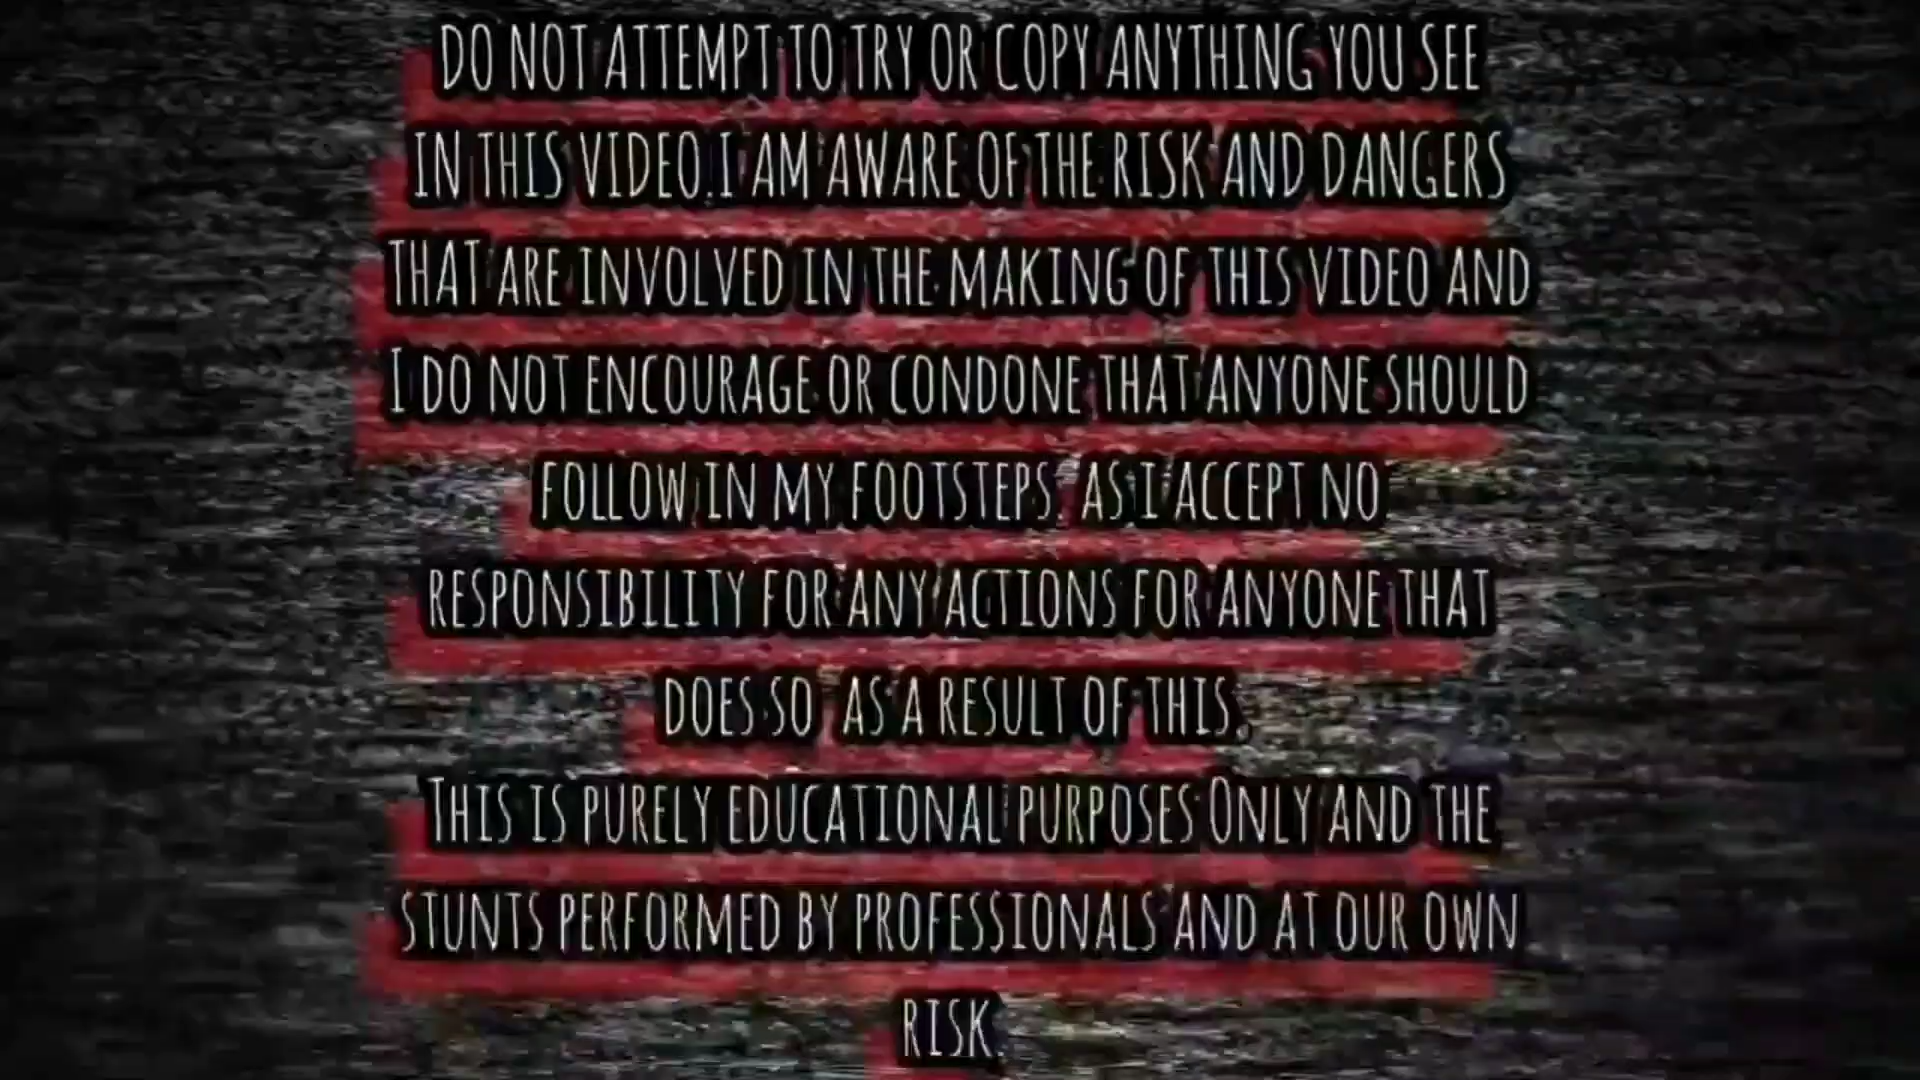 DO NOT ATTEMPT TO TRY OR COPY ANYTHING YOU SEE
IN THIS VIDEO.I AM AWARE OF THE RISK AND DANGERS
THAT ARE INVOLVED IN THE MAKING OF THIS VIDEO AND
I DO NOT ENCOURAGE OR CONDONE THAT ANYONE SHOULD
FOLLOW IN MY FOOTSTEPS. AS I ACCEPT NO
RESPONSIBILITY FOR ANY ACTIONS FOR ANYONE THAT
DOES SO AS A RESULT OF THIS.
THIS IS PURELY EDUCATIONAL PURPOSES ONLY AND THE
STUNTS PERFORMED BY PROFESSIONALS AND AT OUR OWN
RISK.